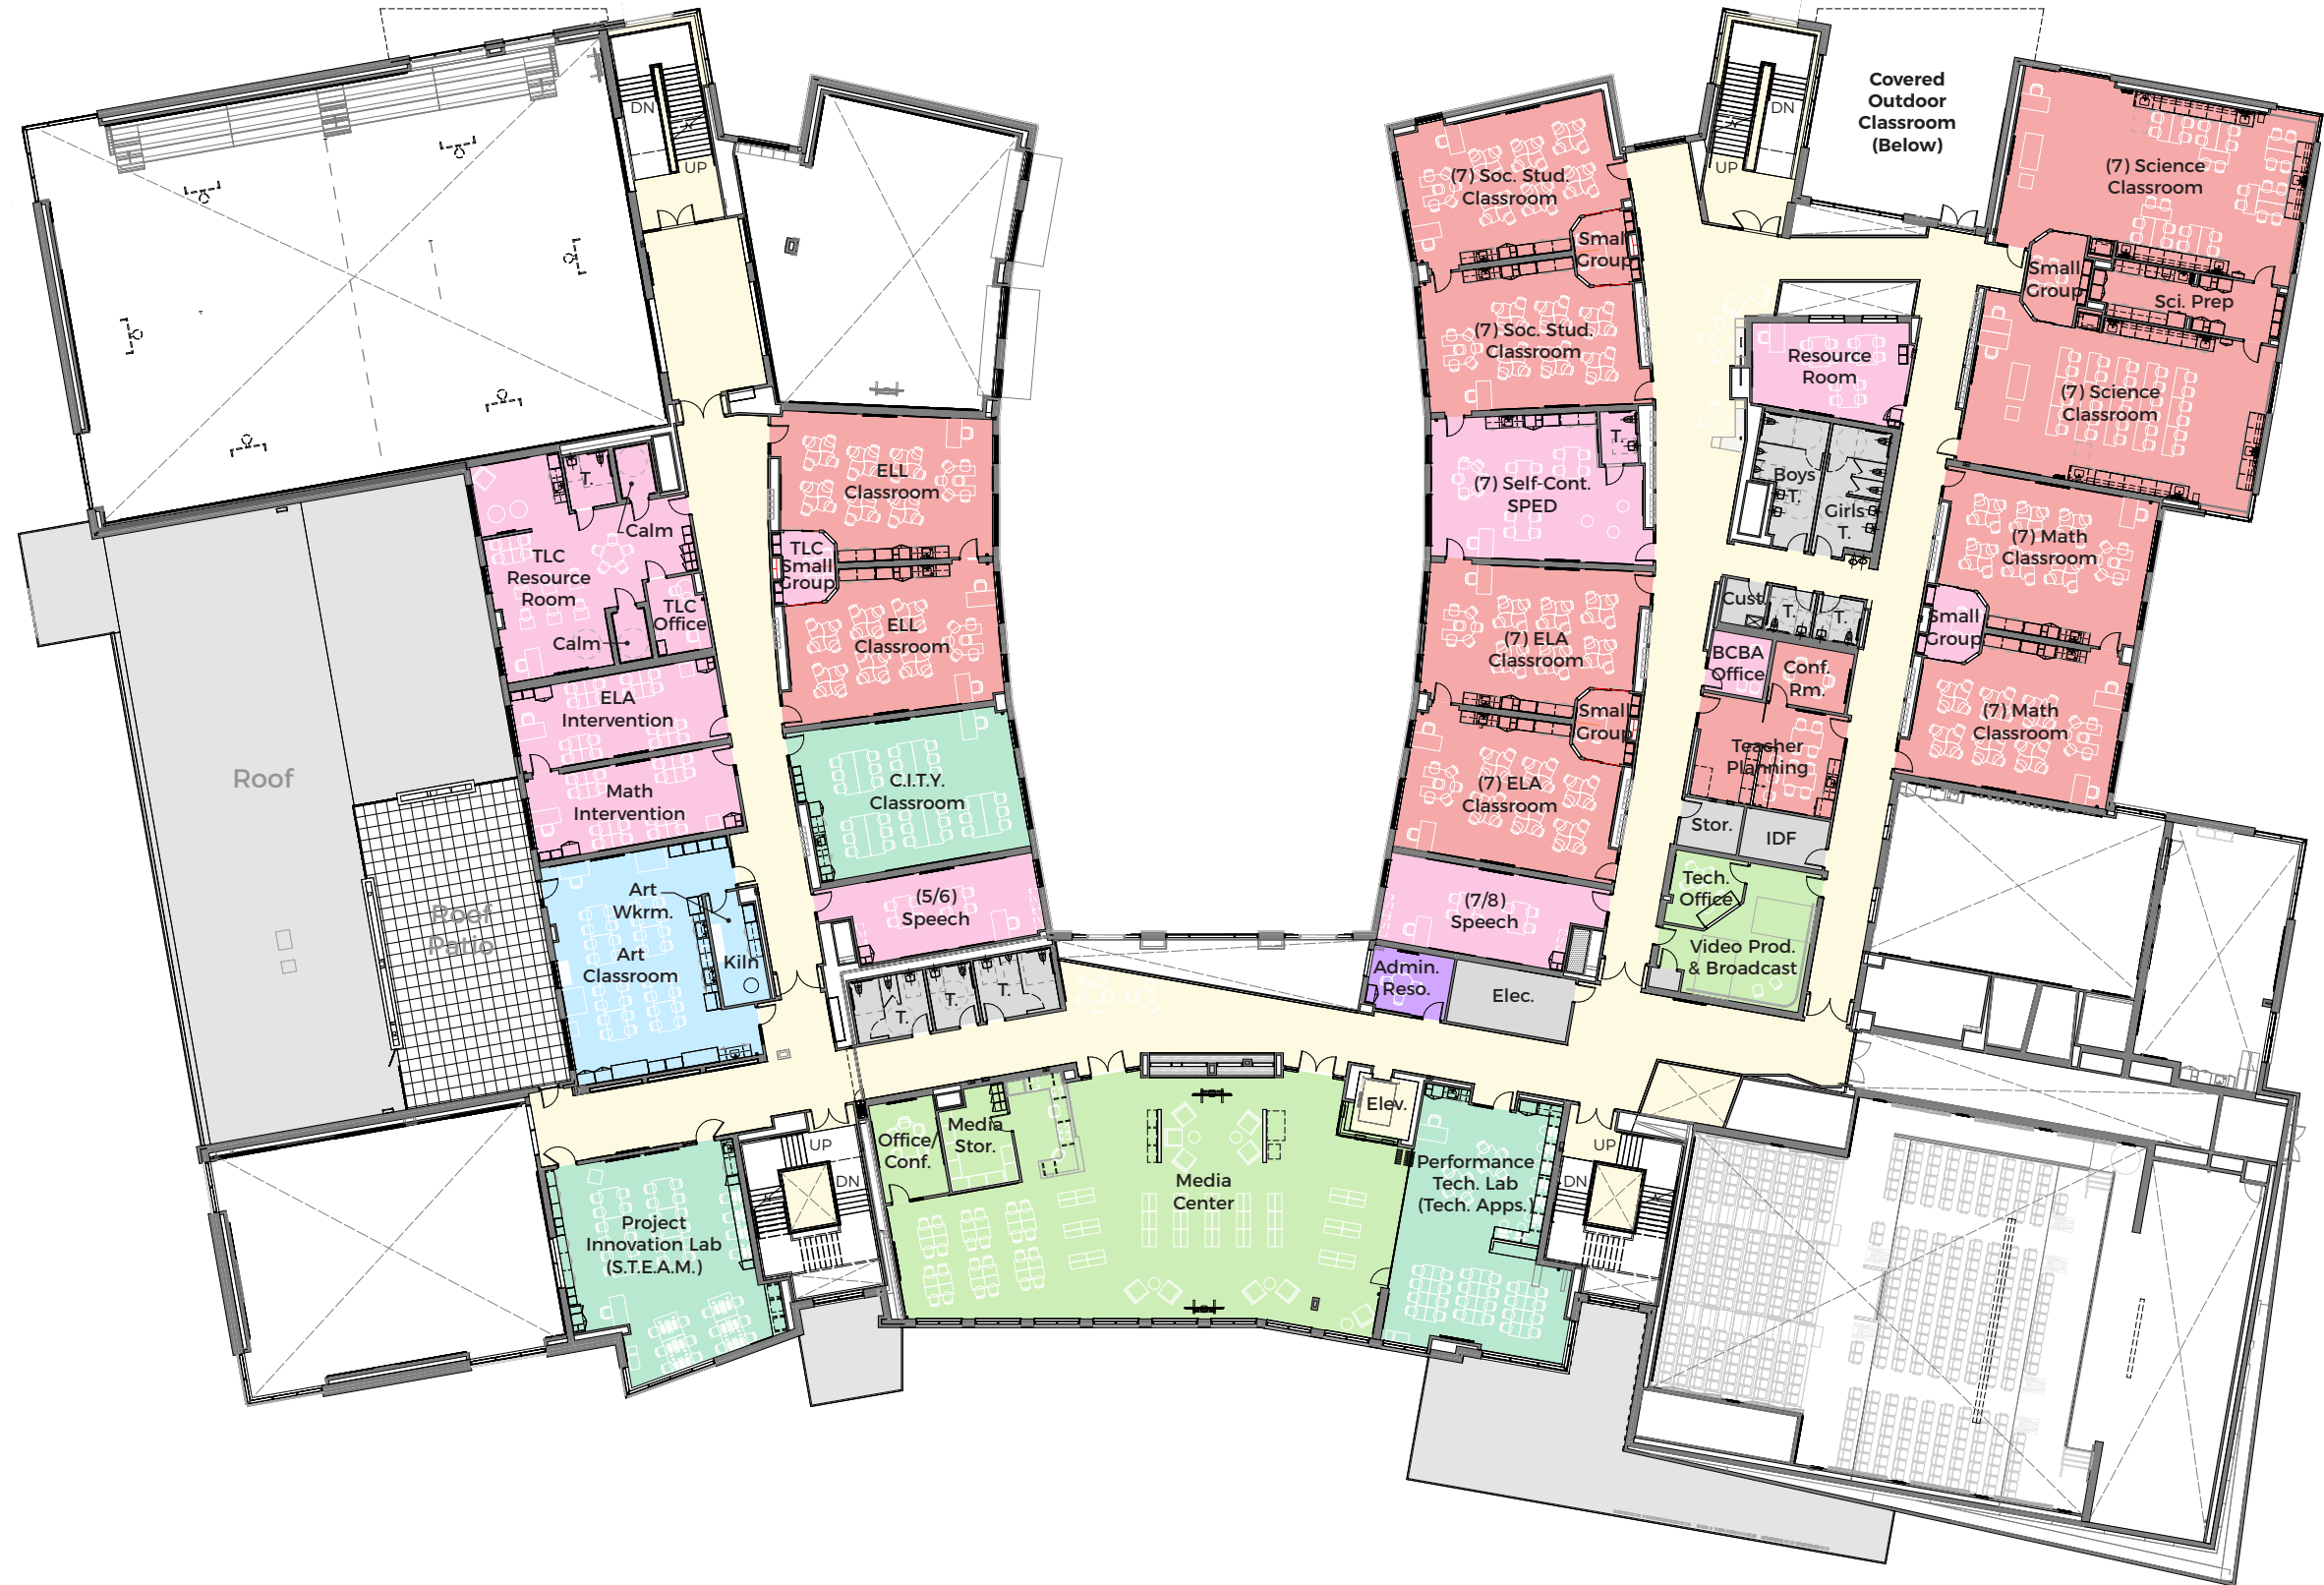 DN
UP
DN
UP
Covered
Outdoor
Classroom
(Below)
(7) Science
Classroom
(7) Soc. Stud.
Classroom
Small
Group
Small
Group
Sci. Prep
(7) Soc. Stud.
Classroom
Resource
Room
(7) Science
Classroom
ELL
Classroom
T.
Calm
TLC
Resource
Room
TLC
Small
Group
TLC
Office
Calm
ELL
Classroom
T.
(7) Self-Cont.
SPED
Boys
T.
Girls
T.
(7) Math
Classroom
Cust.
T.
T.
Small
Group
(7) ELA
Classroom
BCBA
Office
Conf.
Rm.
ELA
Intervention
Small
Group
(7) Math
Classroom
Teacher
Planning
Roof
C.I.T.Y.
Classroom
Math
Intervention
(7) ELA
Classroom
Stor.
IDF
Art
Wkrm.
(5/6)
Speech
(7/8)
Speech
Tech.
Office
Roof
Patio
Art
Classroom
Kiln
Video Prod.
& Broadcast
Admin.
Reso.
Elec.
T.
T.
T.
Elev.
UP
Office/
Conf.
Media
Stor.
DN
Media
Center
Performance
Tech. Lab
(Tech. Apps.)
UP
DN
Project
Innovation Lab
(S.T.E.A.M.)